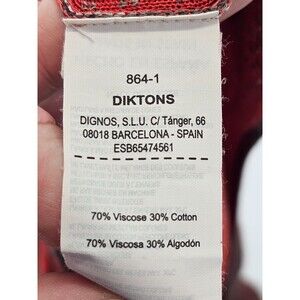 864-1
DIKTONS
DIGNOS, S.L.U. C/ Tánger, 66
08018 BARCELONA - SPAIN
ESB65474561
70% Viscose 30% Cotton
70% Viscosa 30% Algodón